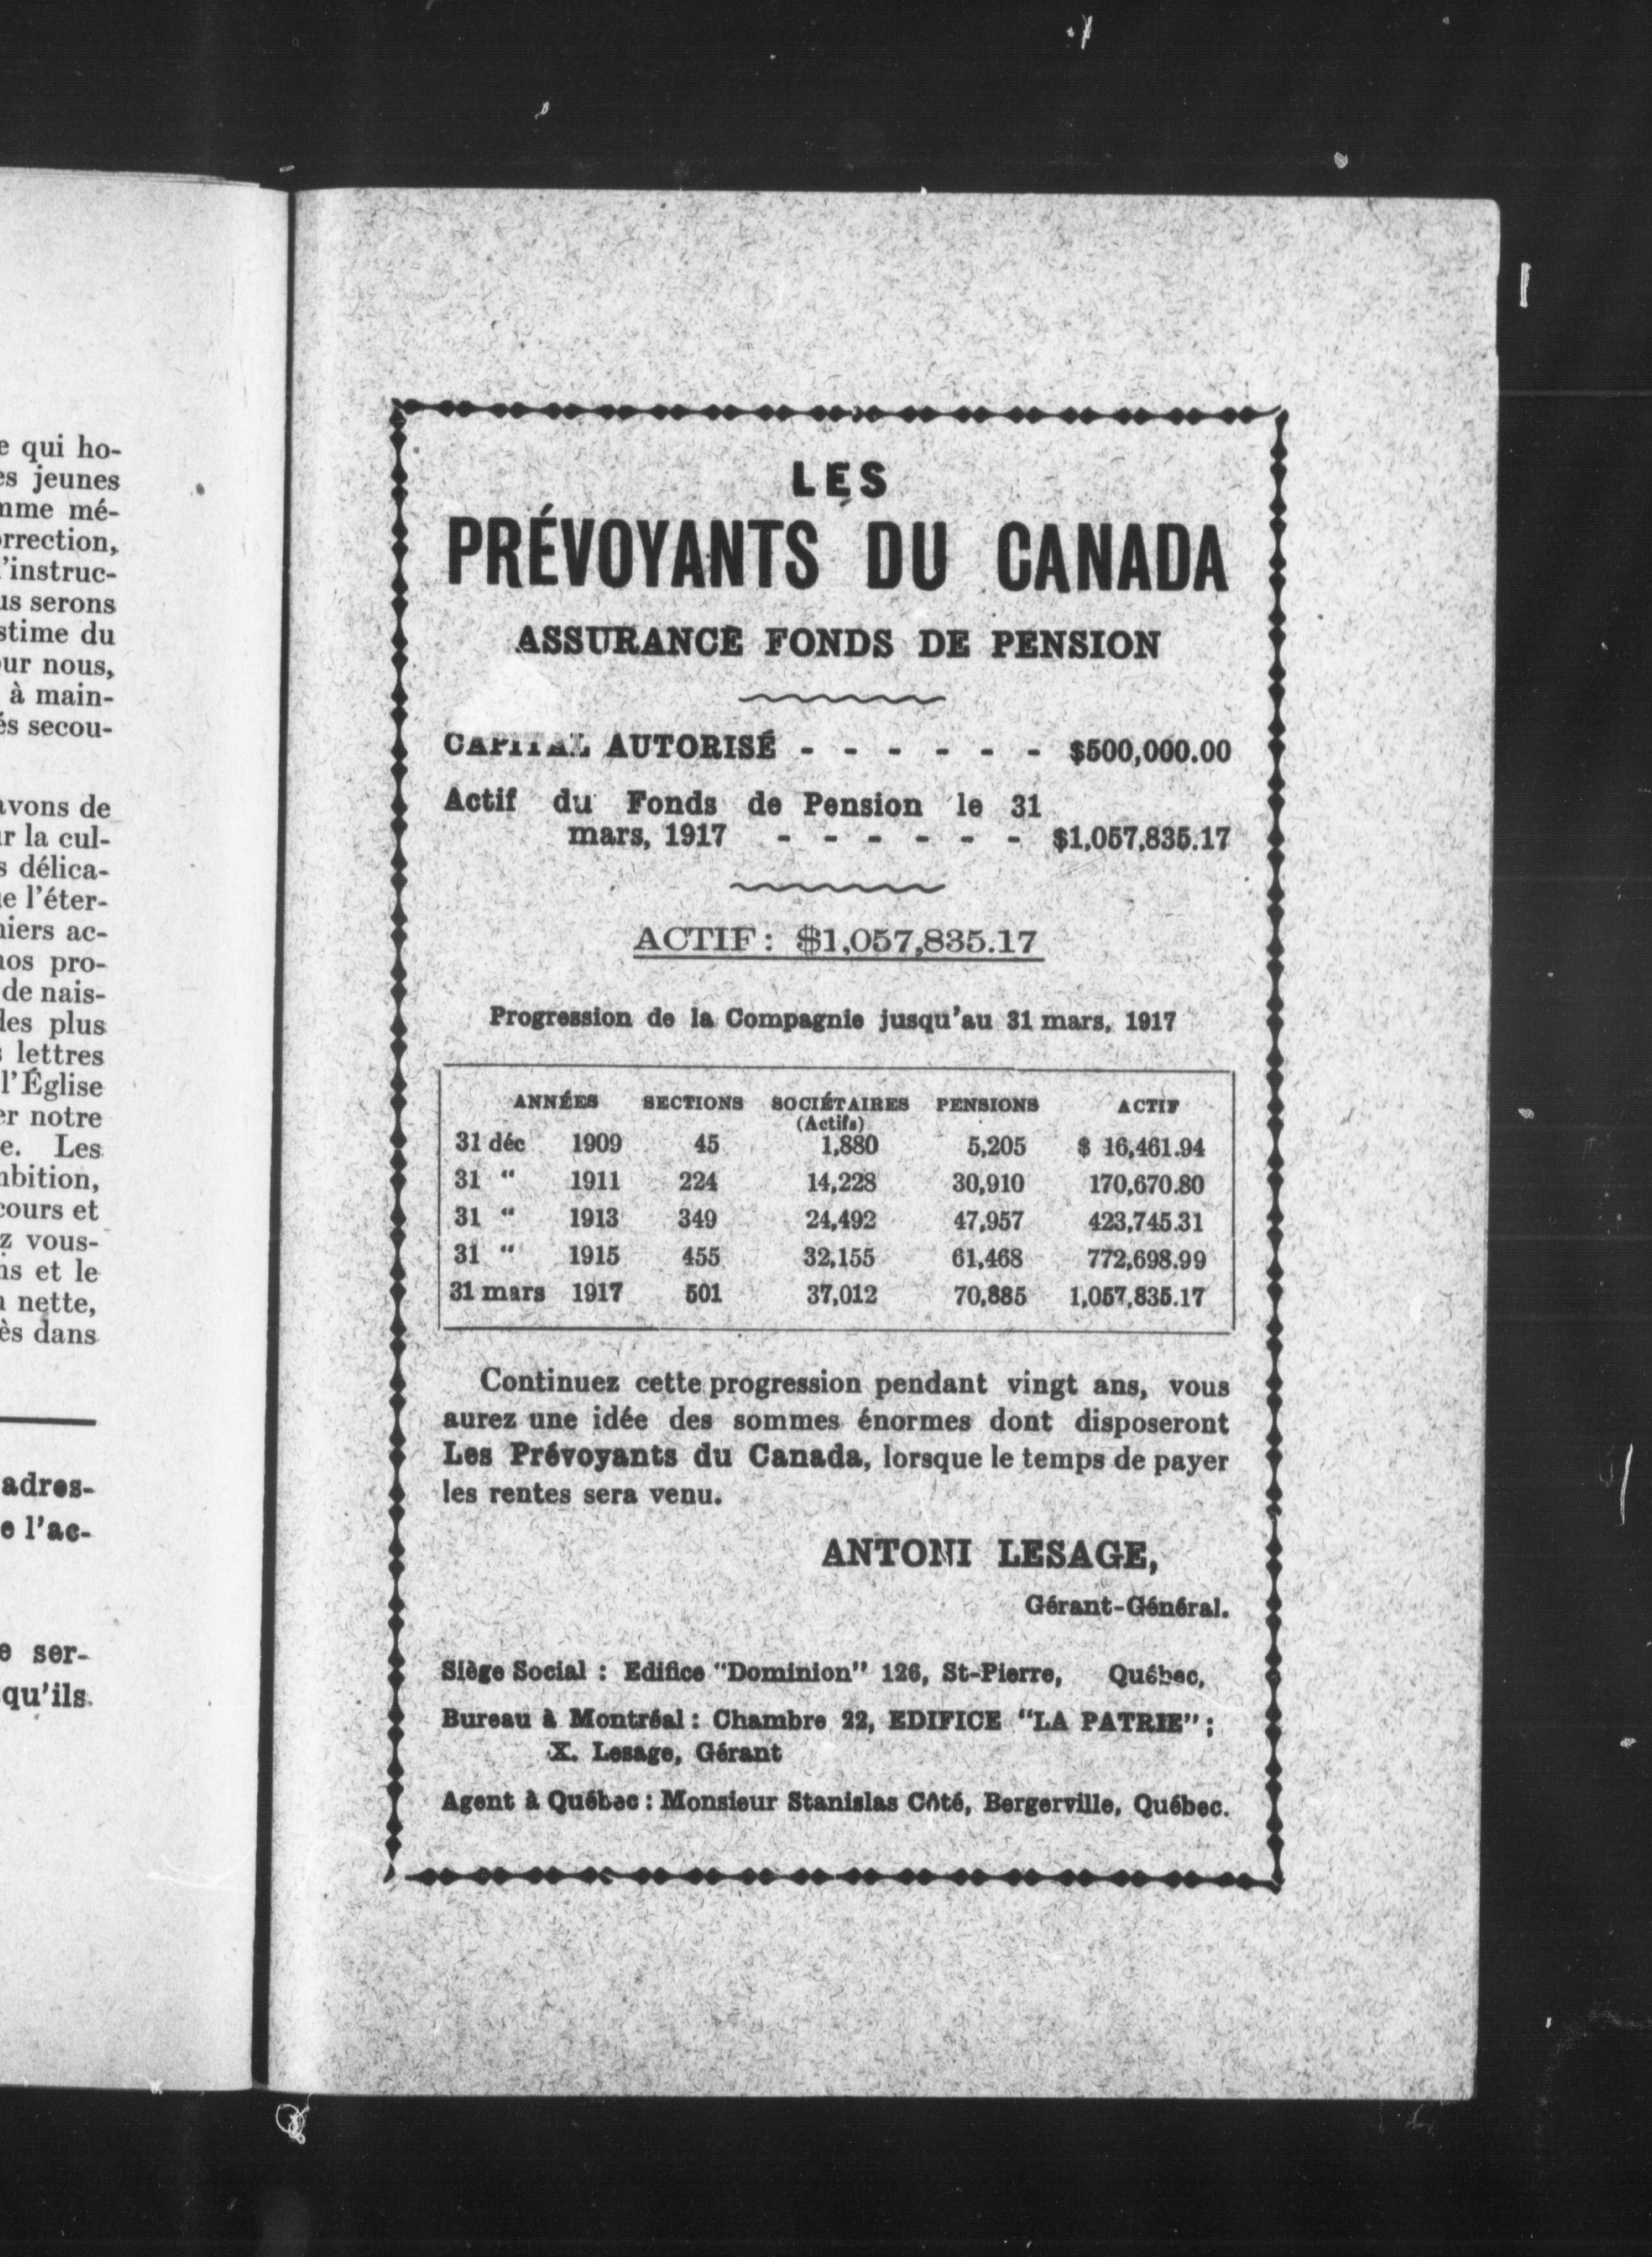 e qui ho-
es jeunes
mme mé-
orrection,
l'instruc-
us serons
stime du
our nous,
à main-
és secou-
avons de
ur la cul-
s délica-
ue l'éter-
niers ac-
nos pro-
de nais-
des plus
s lettres
l'Église
er notre
e. Les
mbition,
cours et
z vous-
ns et le
n nette,
ès dans
adres-
e l'ac-
e ser-
qu'ils
LES
PRÉVOYANTS DU CANADA
ASSURANCE FONDS DE PENSION
CAPITAL AUTORISÉ - - - - - - $500,000.00
Actif du Fonds de Pension le 31
mars, 1917 - - - - - - $1,057,835.17
ACTIF: $1,057,835.17
Progression de la Compagnie jusqu'au 31 mars, 1917
ANNÉES SECTIONS SOCIÉTAIRES PENSIONS ACTIF
(Actifs)
31 déc 1909 45 1,880 5,205 $ 16,461.94
31 " 1911 224 14,228 30,910 170,670.80
31 " 1913 349 24,492 47,957 423,745.31
31 " 1915 455 32,155 61,468 772,698.99
31 mars 1917 501 37,012 70,885 1,057,835.17
Continuez cette progression pendant vingt ans, vous
aurez une idée des sommes énormes dont disposeront
Les Prévoyants du Canada, lorsque le temps de payer
les rentes sera venu.
ANTONI LESAGE,
Gérant-Général.
Siège Social : Edifice "Dominion" 126, St-Pierre, Québec,
Bureau à Montréal : Chambre 22, EDIFICE "LA PATRIE" ;
X. Lesage, Gérant
Agent à Québec : Monsieur Stanislas Côté, Bergerville, Québec.